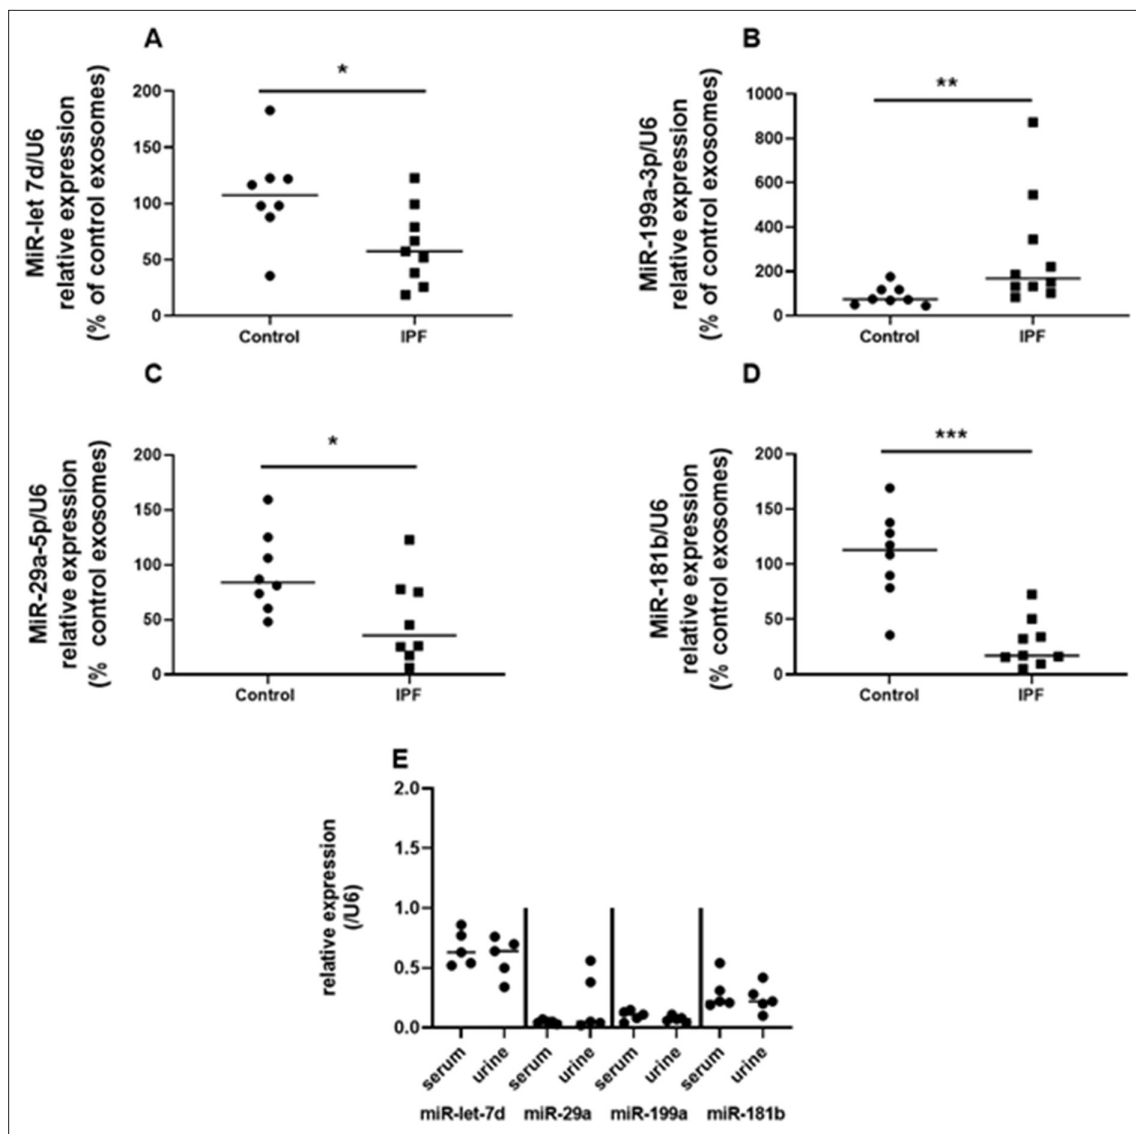 A
*
MiR-let 7d/U6
relative expression
(% of control exosomes)
200
150
100
50
0
Control IPF
B
**
MiR-199a-3p/U6
relative expression
(% of control exosomes)
1000
800
600
400
200
0
Control IPF
C
*
MiR-29a-5p/U6
relative expression
(% control exosomes)
200
150
100
50
0
Control IPF
D
***
MiR-181b/U6
relative expression
(% control exosomes)
200
150
100
50
0
Control IPF
E
relative expression
(/U6)
2.0
1.5
1.0
0.5
0.0
serum urine serum urine serum urine serum urine
miR-let-7d miR-29a miR-199a miR-181b